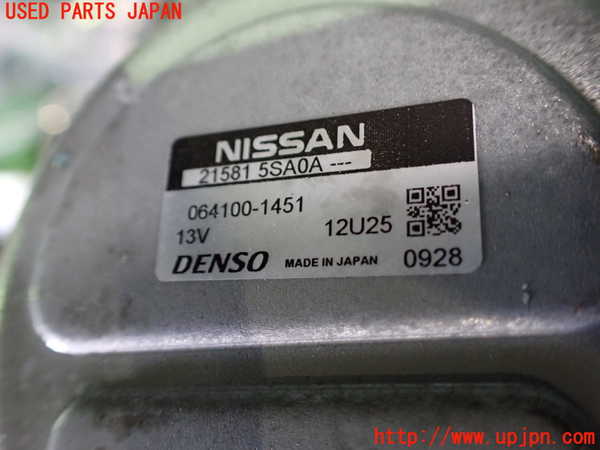 USED PARTS JAPAN
NISSAN
21581 5SA0A ---
064100-1451
13V 12U25
DENSO MADE IN JAPAN 0928
http://www.upjpn.com/